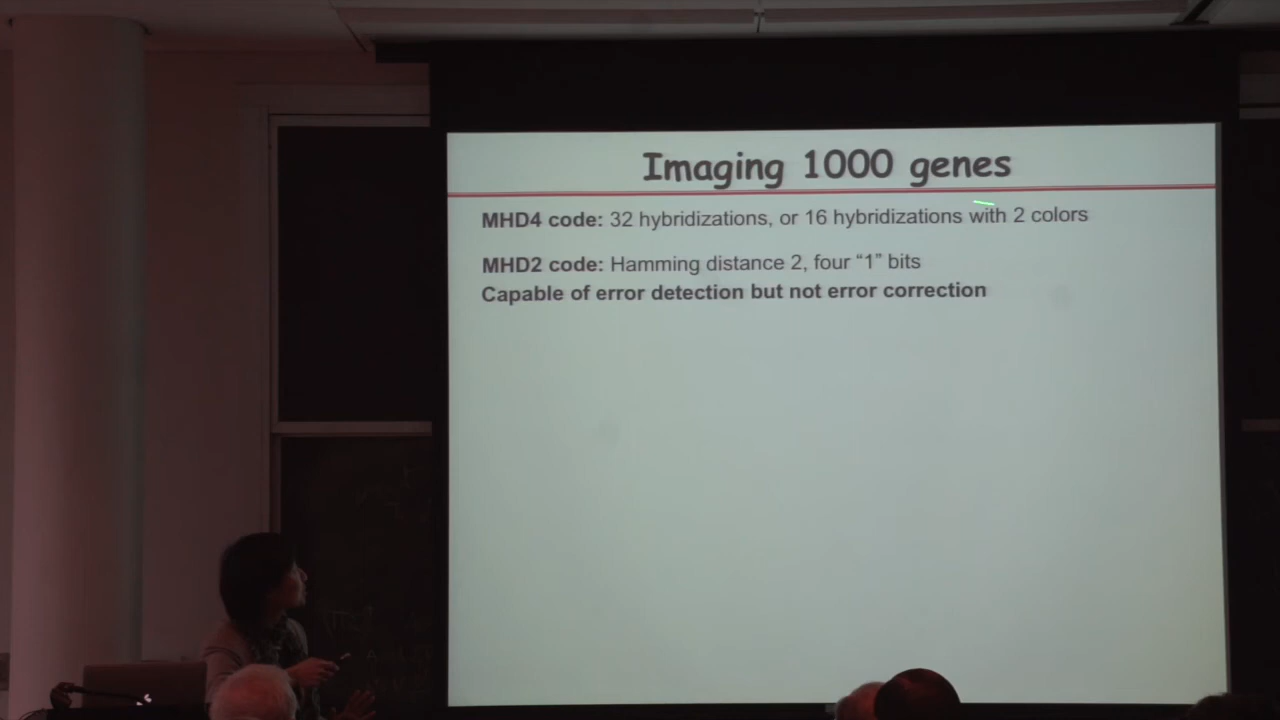 Imaging 1000 genes
MHD4 code: 32 hybridizations, or 16 hybridizations with 2 colors
MHD2 code: Hamming distance 2, four “1” bits
Capable of error detection but not error correction